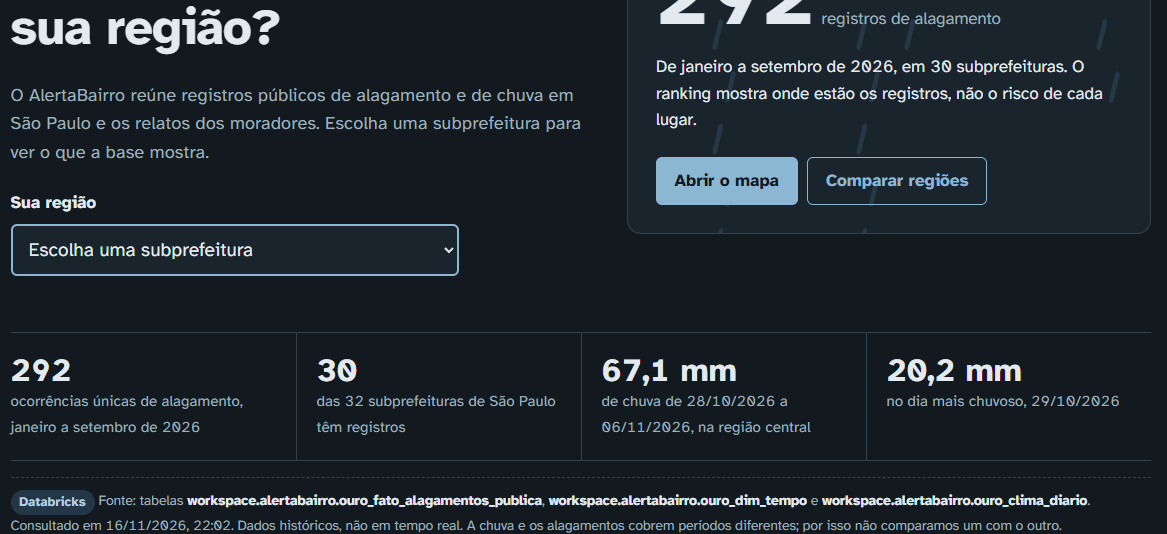 sua região?
O AlertaBairro reúne registros públicos de alagamento e de chuva em
São Paulo e os relatos dos moradores. Escolha uma subprefeitura para
ver o que a base mostra.
Sua região
Escolha uma subprefeitura
292 registros de alagamento
De janeiro a setembro de 2026, em 30 subprefeituras. O
ranking mostra onde estão os registros, não o risco de cada
lugar.
Abrir o mapa
Comparar regiões
292
ocorrências únicas de alagamento,
janeiro a setembro de 2026
30
das 32 subprefeituras de São Paulo
têm registros
67,1 mm
de chuva de 28/10/2026 a
06/11/2026, na região central
20,2 mm
no dia mais chuvoso, 29/10/2026
Databricks Fonte: tabelas workspace.alertabairro.ouro_fato_alagamentos_publica, workspace.alertabairro.ouro_dim_tempo e workspace.alertabairro.ouro_clima_diario.
Consultado em 16/11/2026, 22:02. Dados históricos, não em tempo real. A chuva e os alagamentos cobrem períodos diferentes; por isso não comparamos um com o outro.